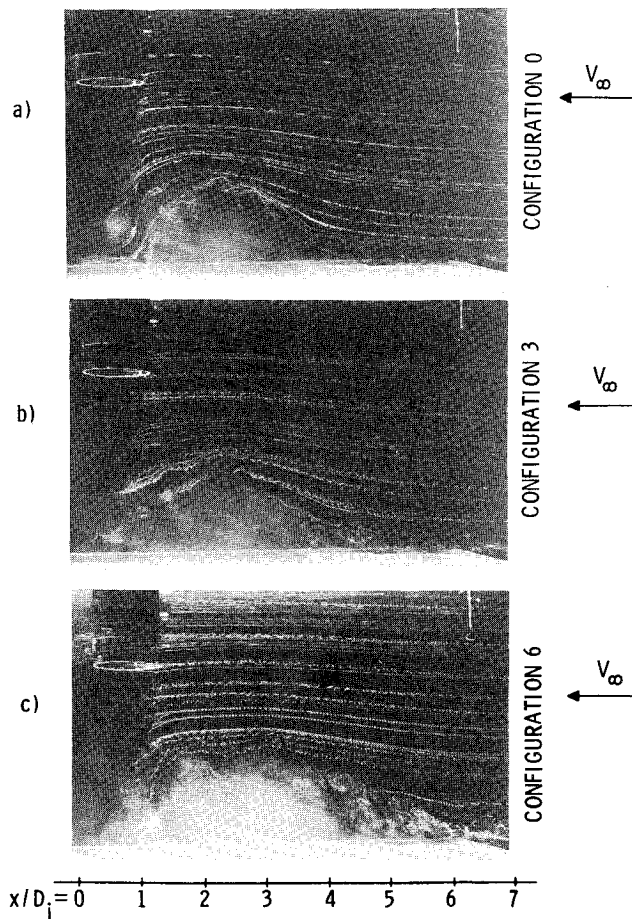 a)
CONFIGURATION 0
V∞
b)
CONFIGURATION 3
V∞
c)
CONFIGURATION 6
V∞
x/Dj = 0 1 2 3 4 5 6 7